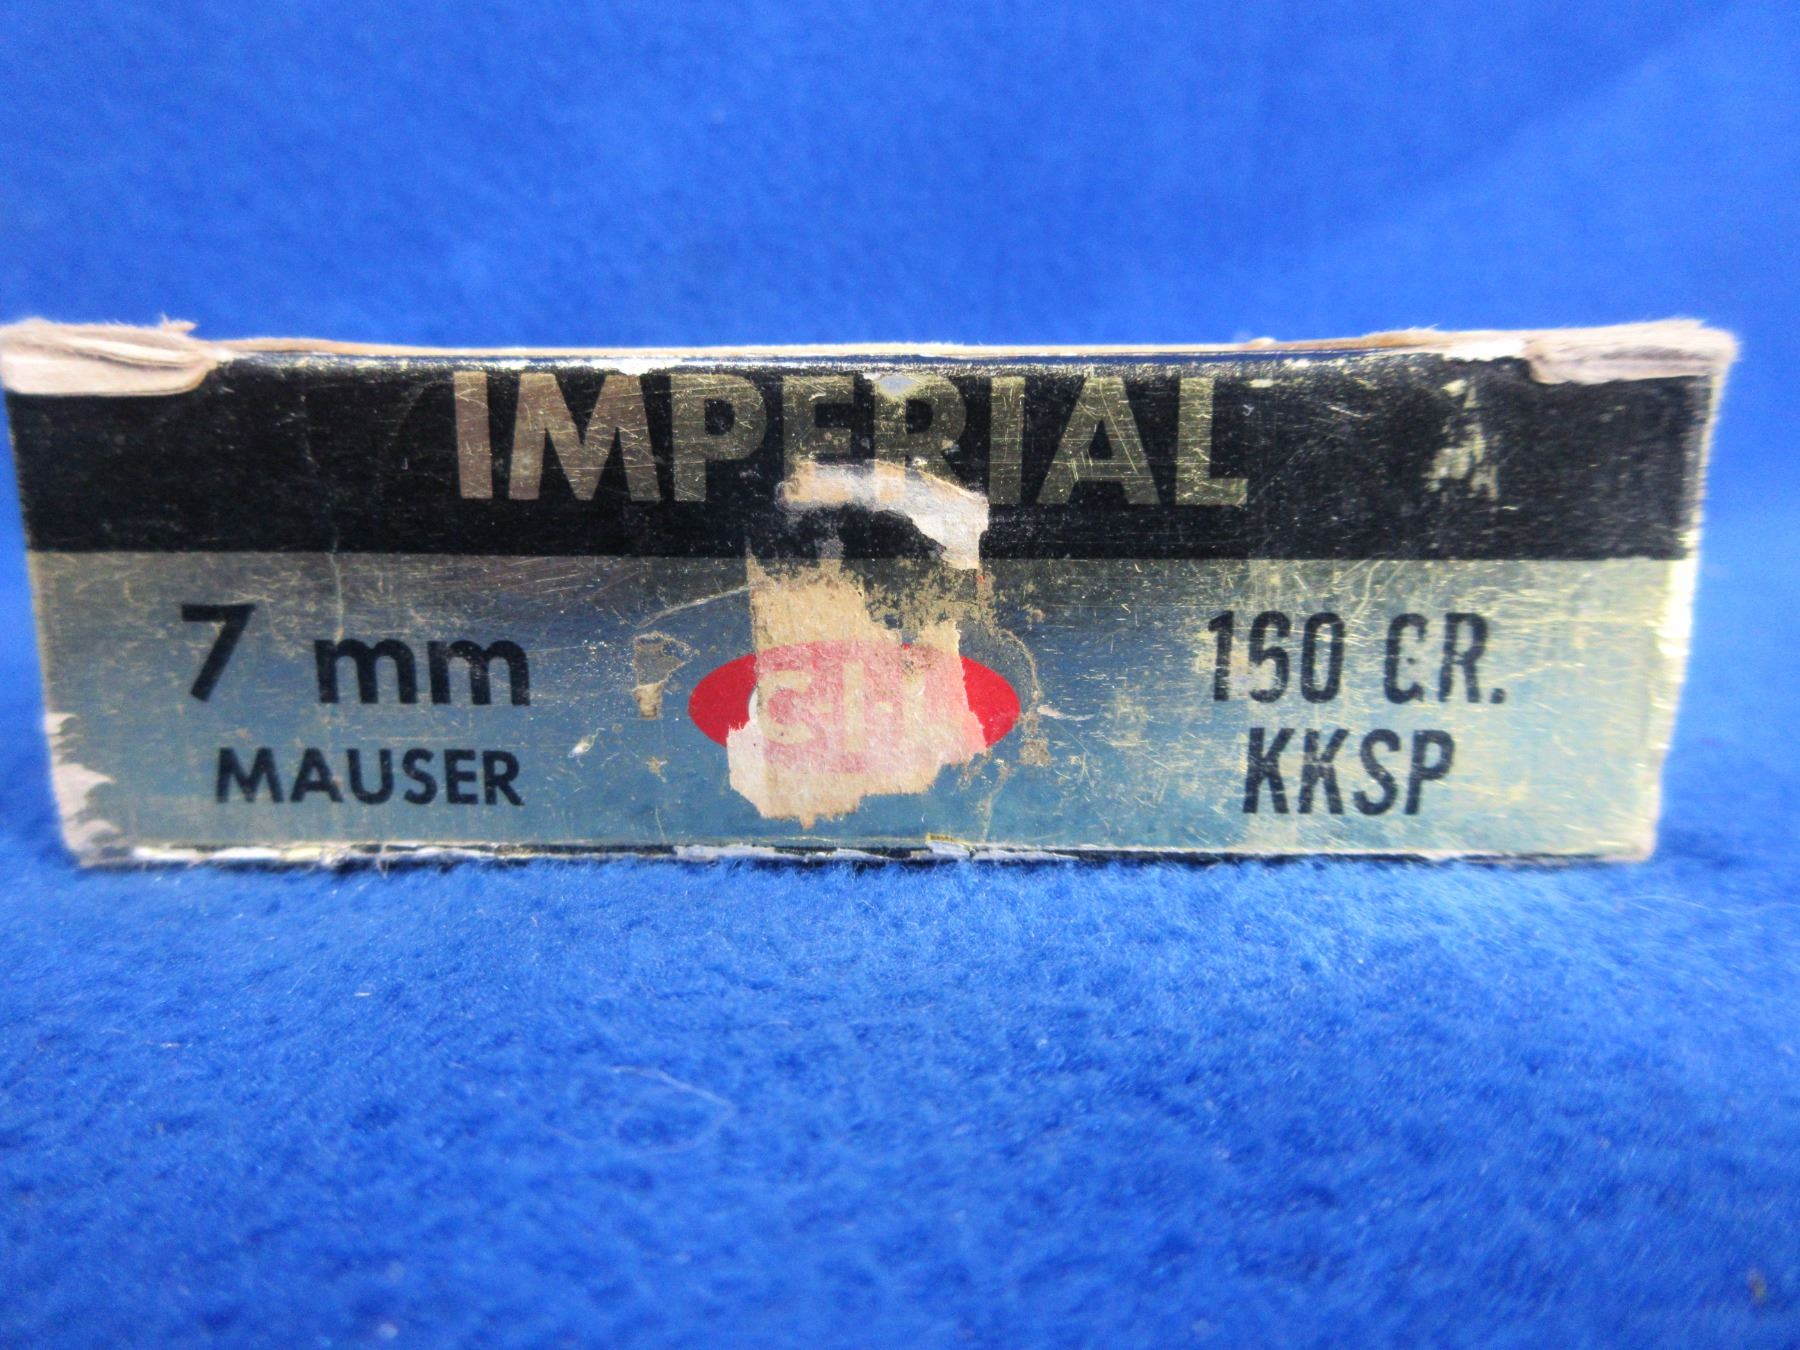 IMPERIAL
7 mm
MAUSER
C-I-L
160 GR.
KKSP